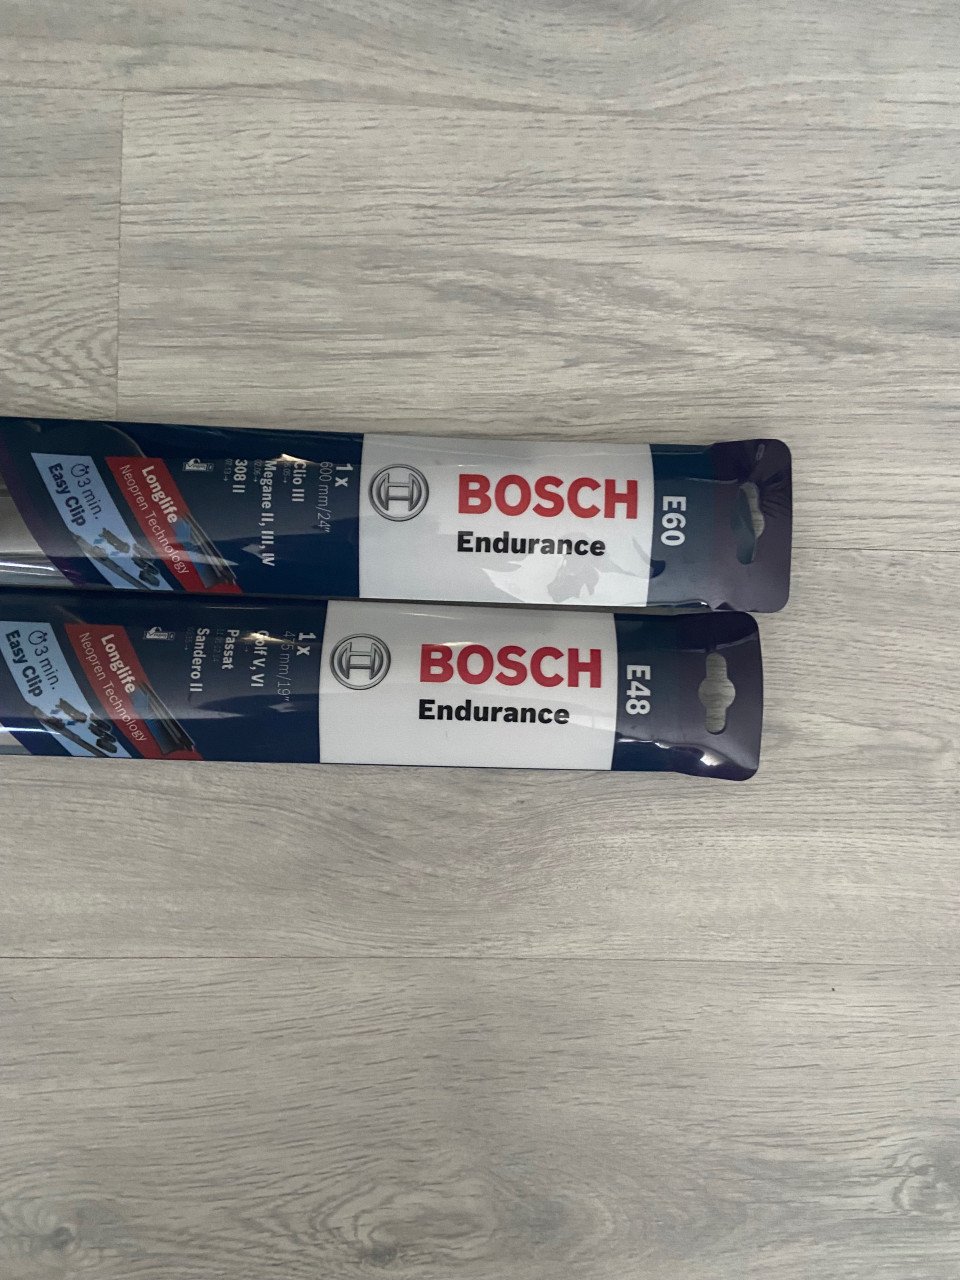 E60
BOSCH
Endurance
1 x
600 mm/24"
Clio III
Megane II, III, IV
308 II
Longlife
Neopren Technology
3 min.
Easy Clip
E48
BOSCH
Endurance
1 x
475 mm/19"
Golf V, VI
Passat
Sandero II
Longlife
Neopren Technology
3 min.
Easy Clip